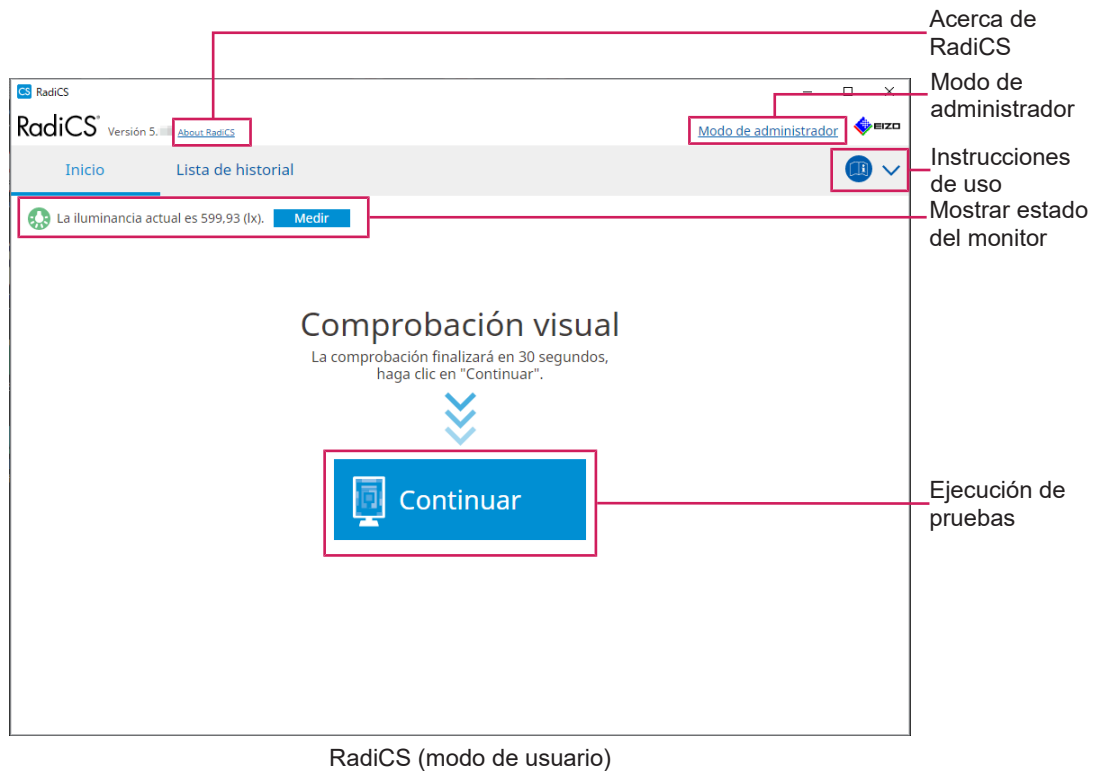 Acerca de
RadiCS
CS RadiCS
Modo de
administrador
RadiCS Versión 5. About RadiCS Modo de administrador EIZO
Inicio Lista de historial
Instrucciones
de uso
La iluminancia actual es 599,93 (lx). Medir
Mostrar estado
del monitor
Comprobación visual
La comprobación finalizará en 30 segundos,
haga clic en "Continuar".
Continuar
Ejecución de
pruebas
RadiCS (modo de usuario)